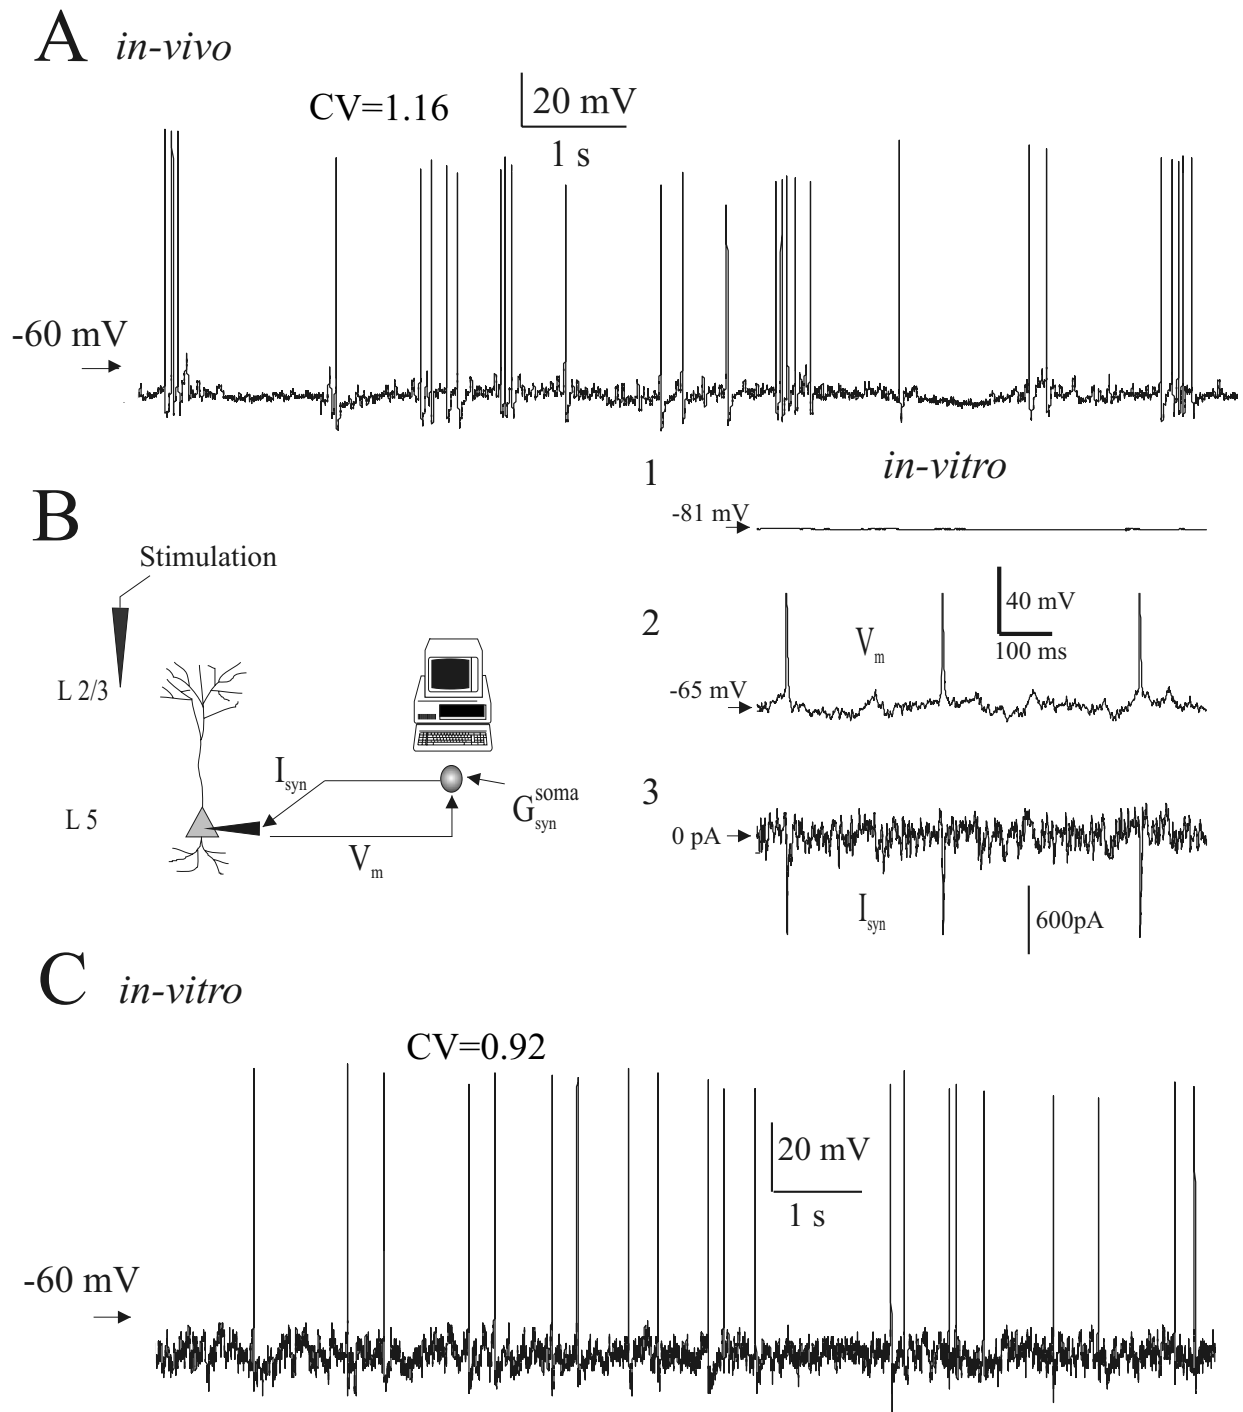 A in-vivo
CV=1.16
20 mV
1 s
-60 mV
B
Stimulation
L 2/3
L 5
I_syn
V_m
G_syn^soma
1 in-vitro
-81 mV
2
V_m
40 mV
100 ms
-65 mV
3
0 pA
I_syn
600pA
C in-vitro
CV=0.92
20 mV
1 s
-60 mV